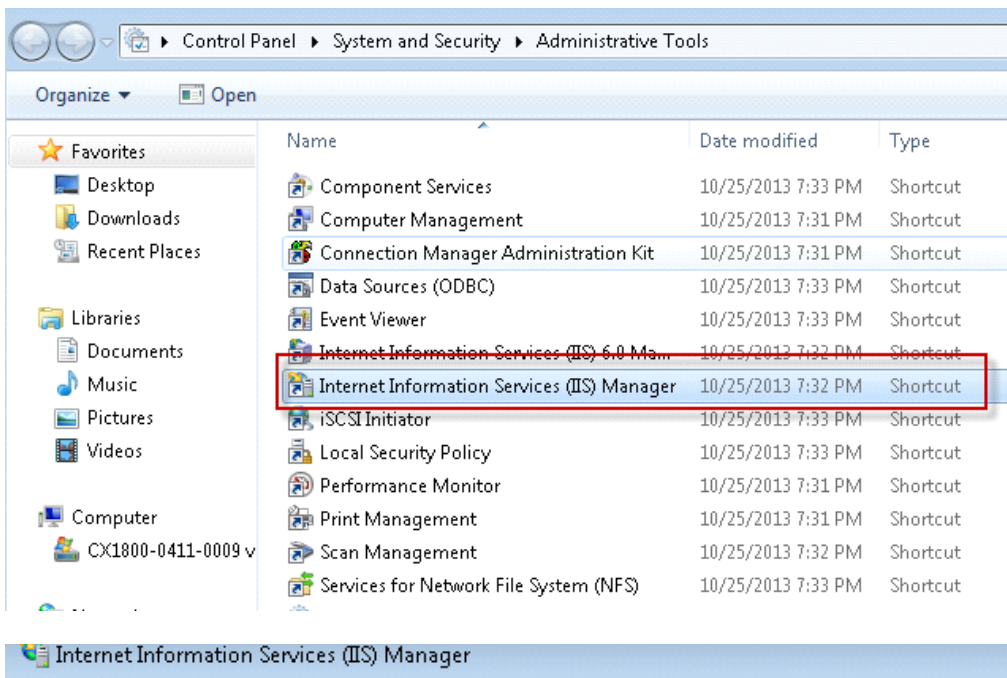 Control Panel ▸ System and Security ▸ Administrative Tools
Organize ▼ Open
Favorites
Desktop
Downloads
Recent Places
Libraries
Documents
Music
Pictures
Videos
Computer
CX1800-0411-0009 v
Name Date modified Type
Component Services 10/25/2013 7:33 PM Shortcut
Computer Management 10/25/2013 7:31 PM Shortcut
Connection Manager Administration Kit 10/25/2013 7:31 PM Shortcut
Data Sources (ODBC) 10/25/2013 7:33 PM Shortcut
Event Viewer 10/25/2013 7:33 PM Shortcut
Internet Information Services (IIS) 6.0 Ma... 10/25/2013 7:32 PM Shortcut
Internet Information Services (IIS) Manager 10/25/2013 7:32 PM Shortcut
iSCSI Initiator 10/25/2013 7:33 PM Shortcut
Local Security Policy 10/25/2013 7:33 PM Shortcut
Performance Monitor 10/25/2013 7:31 PM Shortcut
Print Management 10/25/2013 7:31 PM Shortcut
Scan Management 10/25/2013 7:32 PM Shortcut
Services for Network File System (NFS) 10/25/2013 7:33 PM Shortcut
Internet Information Services (IIS) Manager